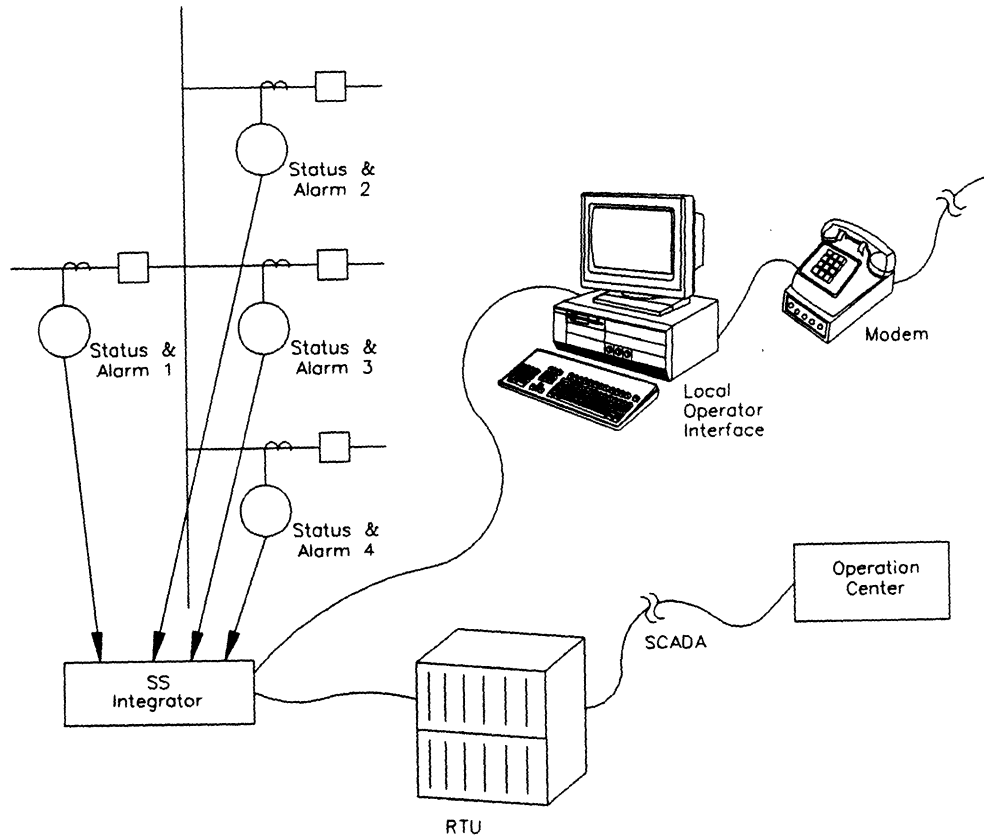 Status &
Alarm 2
Status &
Alarm 1
Status &
Alarm 3
Status &
Alarm 4
Modem
Local
Operator
Interface
Operation
Center
SCADA
SS
Integrator
RTU